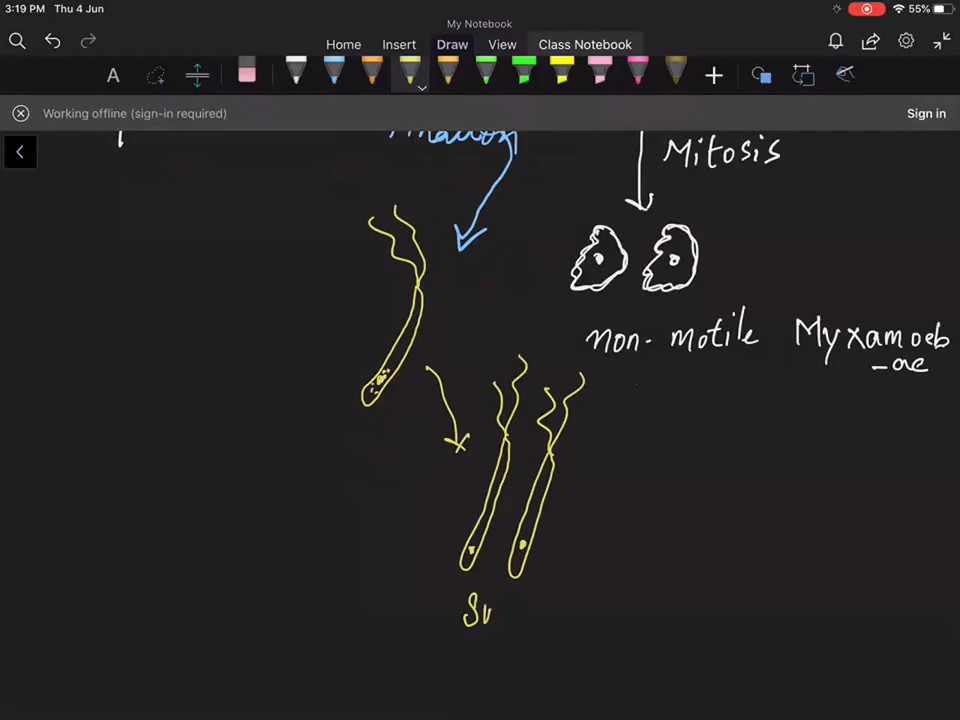 3:19 PM Thu 4 Jun
55%
My Notebook
Home Insert Draw View Class Notebook
A
Working offline (sign-in required)
Sign in
Mitosis
non-motile Myxamoeb
-ae
Sw